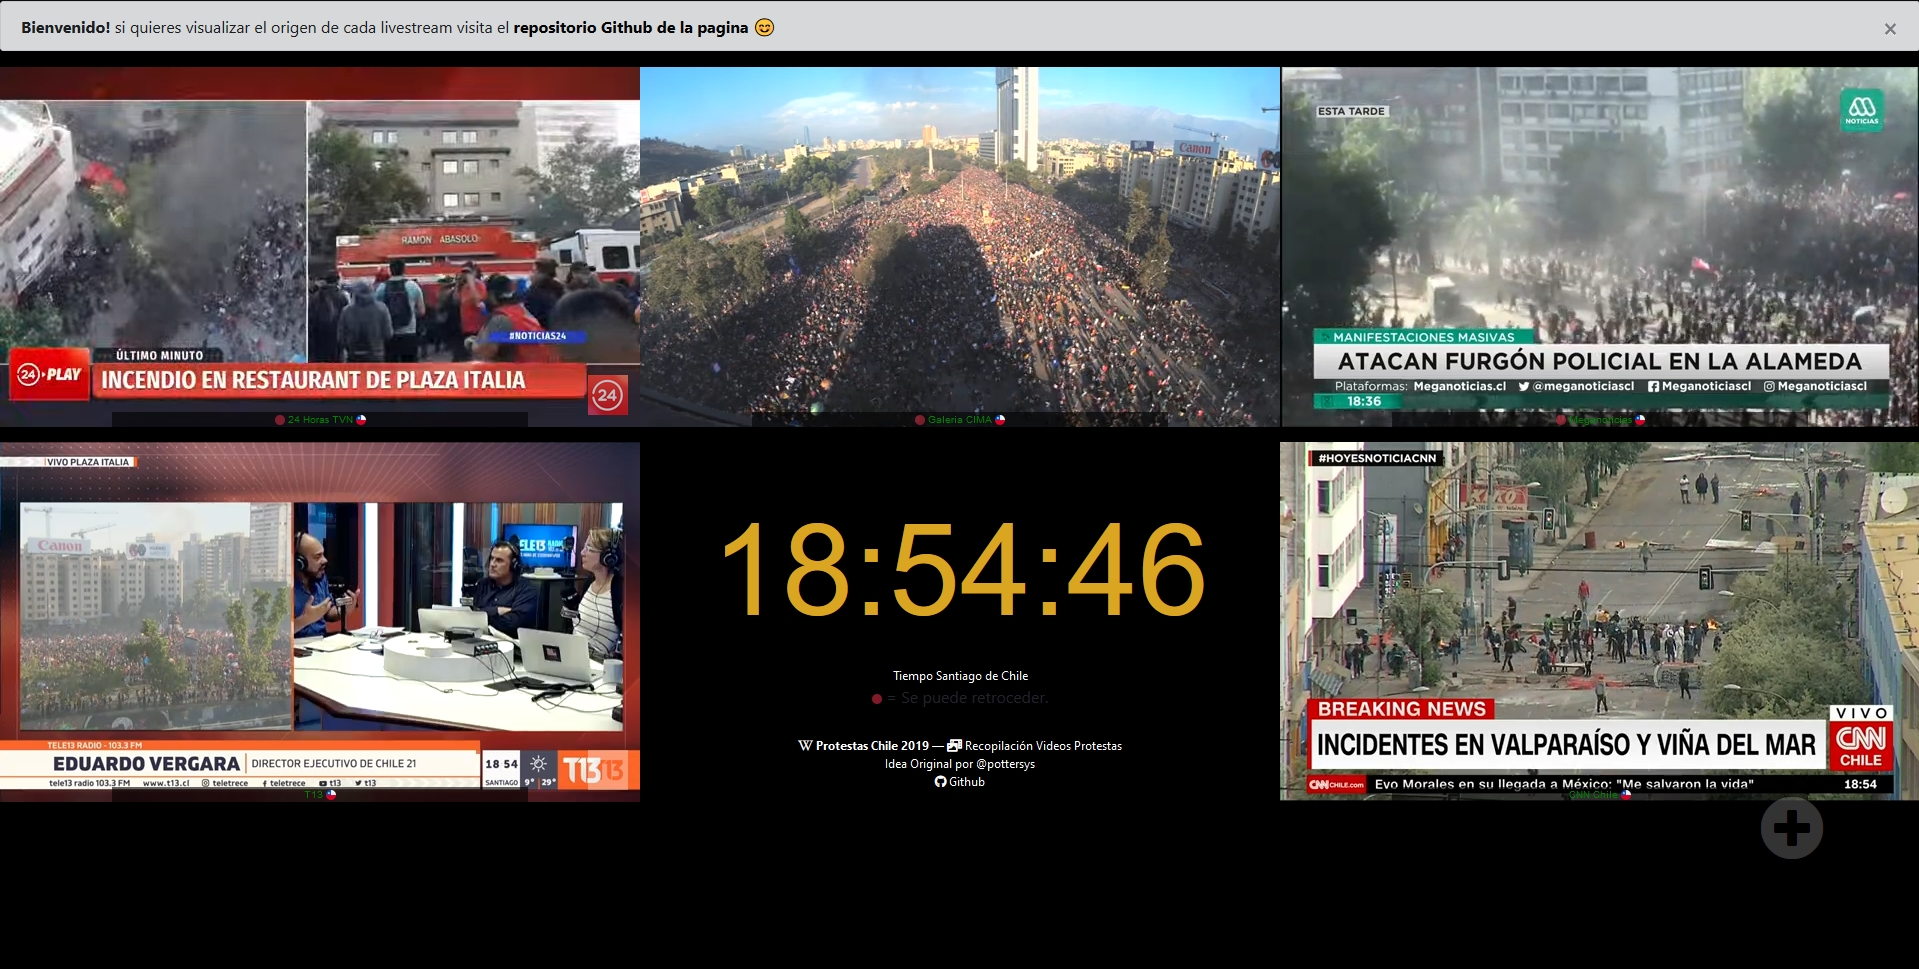 Bienvenido! si quieres visualizar el origen de cada livestream visita el repositorio Github de la pagina 😊
×
RAMON ABASOLO
#NOTICIAS24
ÚLTIMO MINUTO
24 PLAY
INCENDIO EN RESTAURANT DE PLAZA ITALIA
24
24 Horas TVN
Canon
Galeria CIMA
ESTA TARDE
NOTICIAS
MANIFESTACIONES MASIVAS
ATACAN FURGÓN POLICIAL EN LA ALAMEDA
Plataformas: Meganoticias.cl @meganoticiascl Meganoticiascl Meganoticiascl
18:36
Meganoticias
VIVO PLAZA ITALIA
Canon
TELE13 RADIO - 103.3 FM
EDUARDO VERGARA DIRECTOR EJECUTIVO DE CHILE 21
18 54
SANTIAGO 9° 29°
T13 13
tele13 radio 103.3 FM www.t13.cl teletrece teletrece t13 t13
T13
18:54:46
Tiempo Santiago de Chile
= Se puede retroceder.
Protestas Chile 2019 — Recopilación Videos Protestas
Idea Original por @pottersys
Github
#HOYESNOTICIACNN
BREAKING NEWS
INCIDENTES EN VALPARAÍSO Y VIÑA DEL MAR
VIVO
CNN
CHILE
CNNCHILE.com Evo Morales en su llegada a México: "Me salvaron la vida" 18:54
CNN Chile